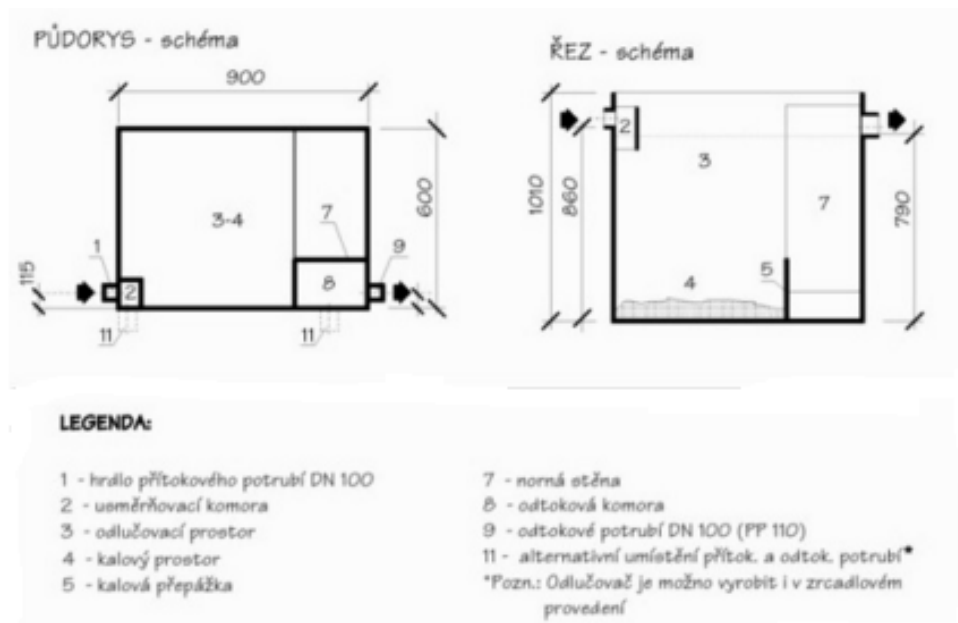 PŮDORYS - schéma
900
3-4
7
1
9
8
2
600
115
11
11
ŘEZ - schéma
2
3
7
5
4
1010
860
790
LEGENDA:
1 - hrdlo přítokového potrubí DN 100
2 - usměrňovací komora
3 - odlučovací prostor
4 - kalový prostor
5 - kalová přepážka
7 - norná stěna
8 - odtoková komora
9 - odtokové potrubí DN 100 (PP 110)
11 - alternativní umístění přítok. a odtok. potrubí*
*Pozn.: Odlučovač je možno vyrobit i v zrcadlovém
provedení